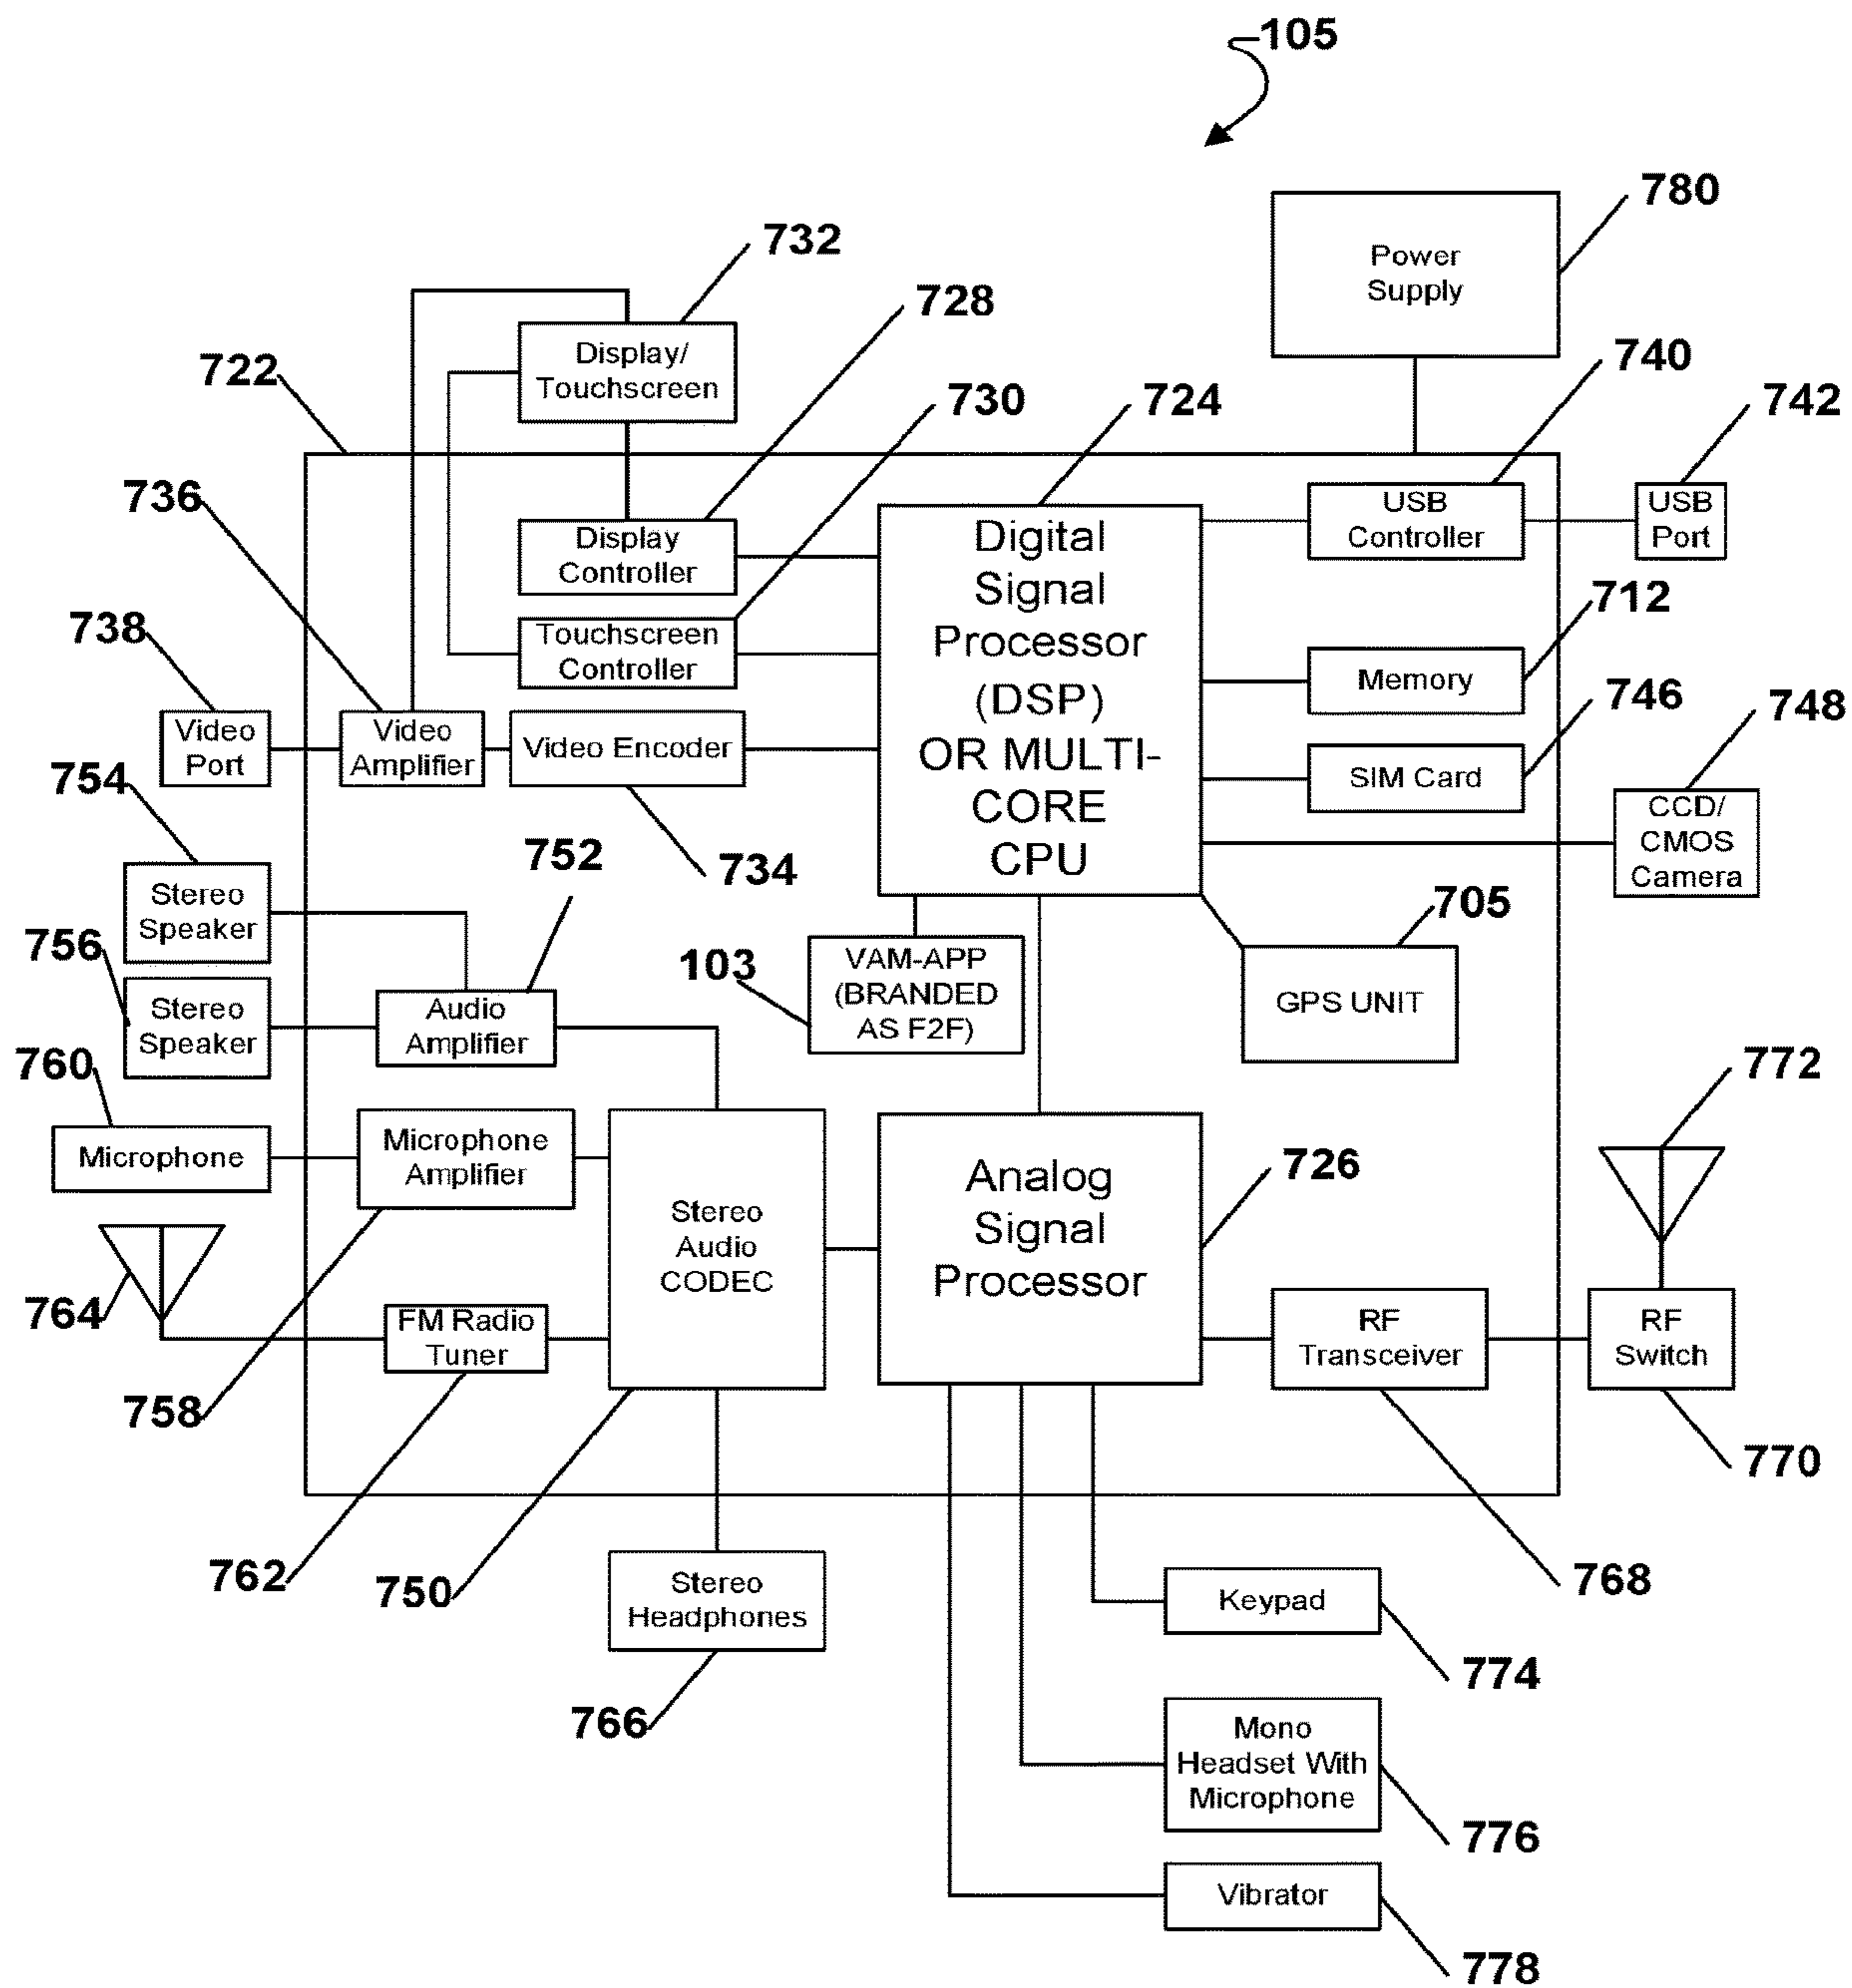 105
780
Power
Supply
732
728
Display/
Touchscreen
722
740
730
724
742
736
USB
Controller
USB
Port
Digital
Signal
Processor
(DSP)
OR MULTI-
CORE
CPU
Display
Controller
712
738
Touchscreen
Controller
Memory
746
748
Video
Port
Video
Amplifier
Video Encoder
SIM Card
754
CCD/
CMOS
Camera
752
734
Stereo
Speaker
705
756
103
VAM-APP
(BRANDED
AS F2F)
GPS UNIT
Stereo
Speaker
Audio
Amplifier
760
772
Microphone
Microphone
Amplifier
726
Analog
Signal
Processor
Stereo
Audio
CODEC
764
FM Radio
Tuner
RF
Transceiver
RF
Switch
758
770
762
750
768
Stereo
Headphones
Keypad
774
766
Mono
Headset With
Microphone
776
Vibrator
778